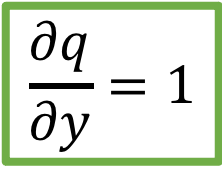 ∂q/∂y = 1